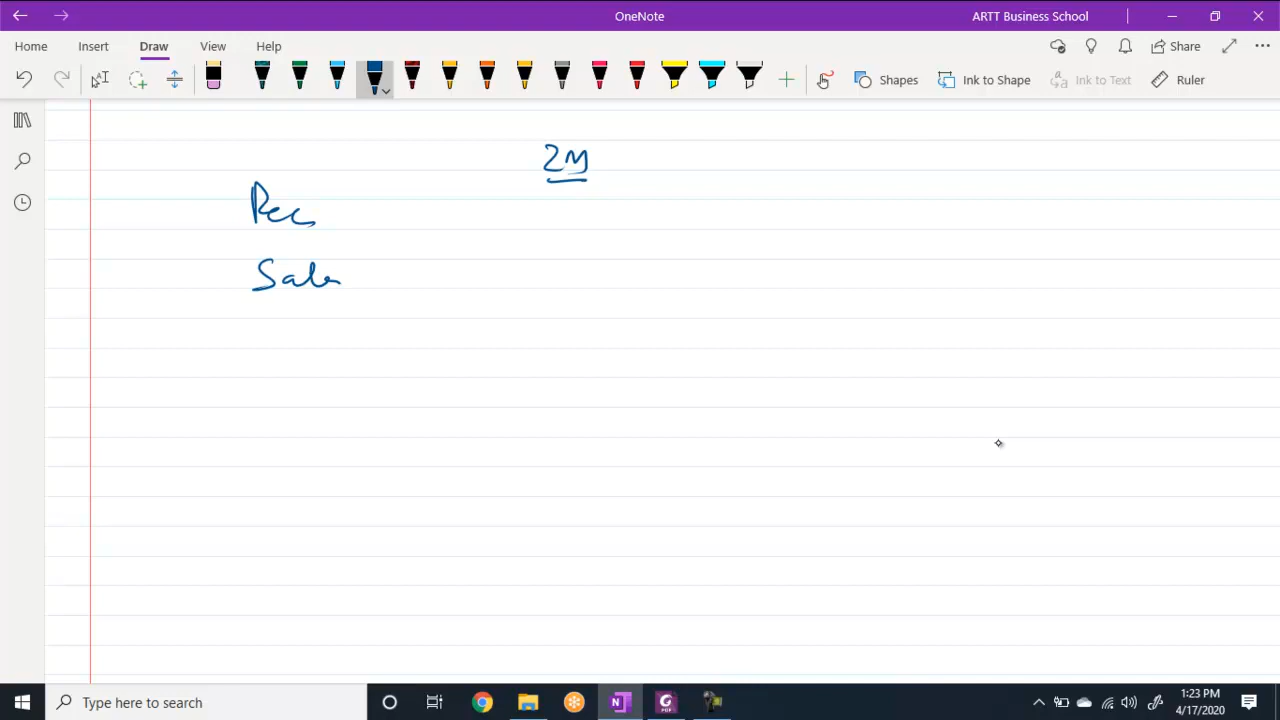 OneNote
ARTT Business School
Home Insert Draw View Help
Share
Shapes
Ink to Shape
Ink to Text
Ruler
2M
Rec
Sales
Type here to search
1:23 PM
4/17/2020